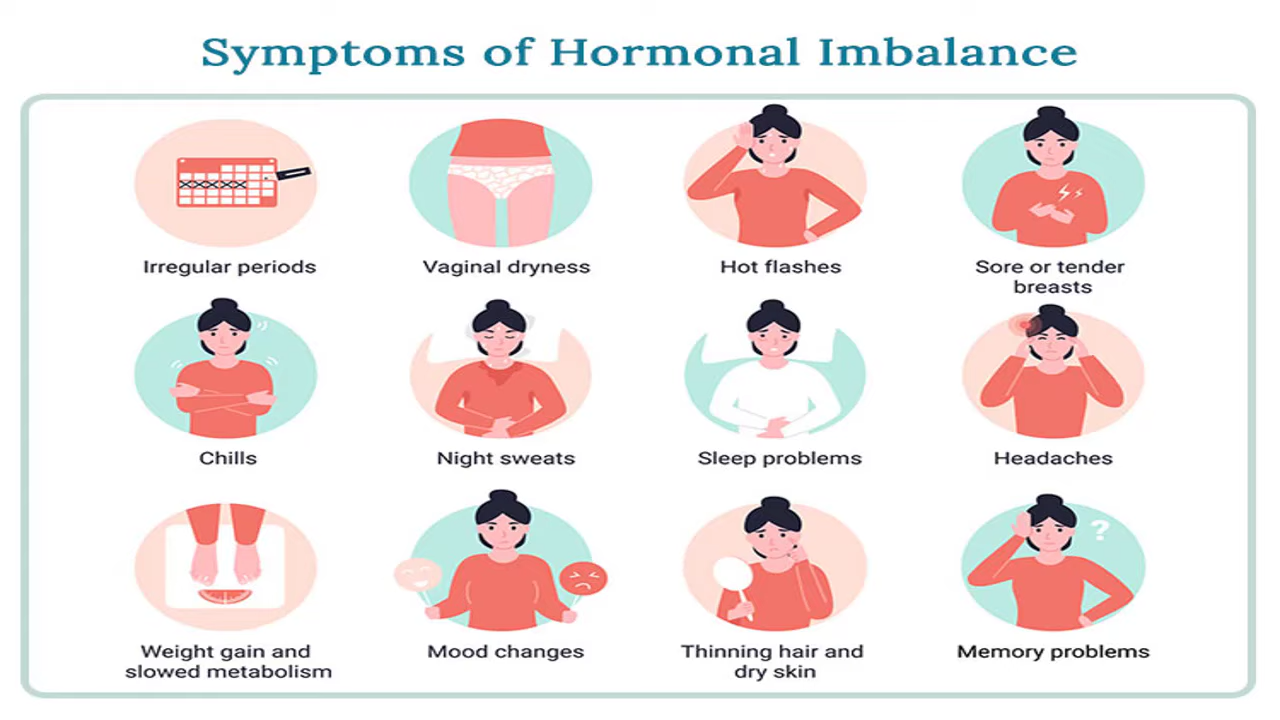 Symptoms of Hormonal Imbalance
Irregular periods
Vaginal dryness
Hot flashes
Sore or tender
breasts
Chills
Night sweats
Sleep problems
Headaches
Weight gain and
slowed metabolism
Mood changes
Thinning hair and
dry skin
?
Memory problems